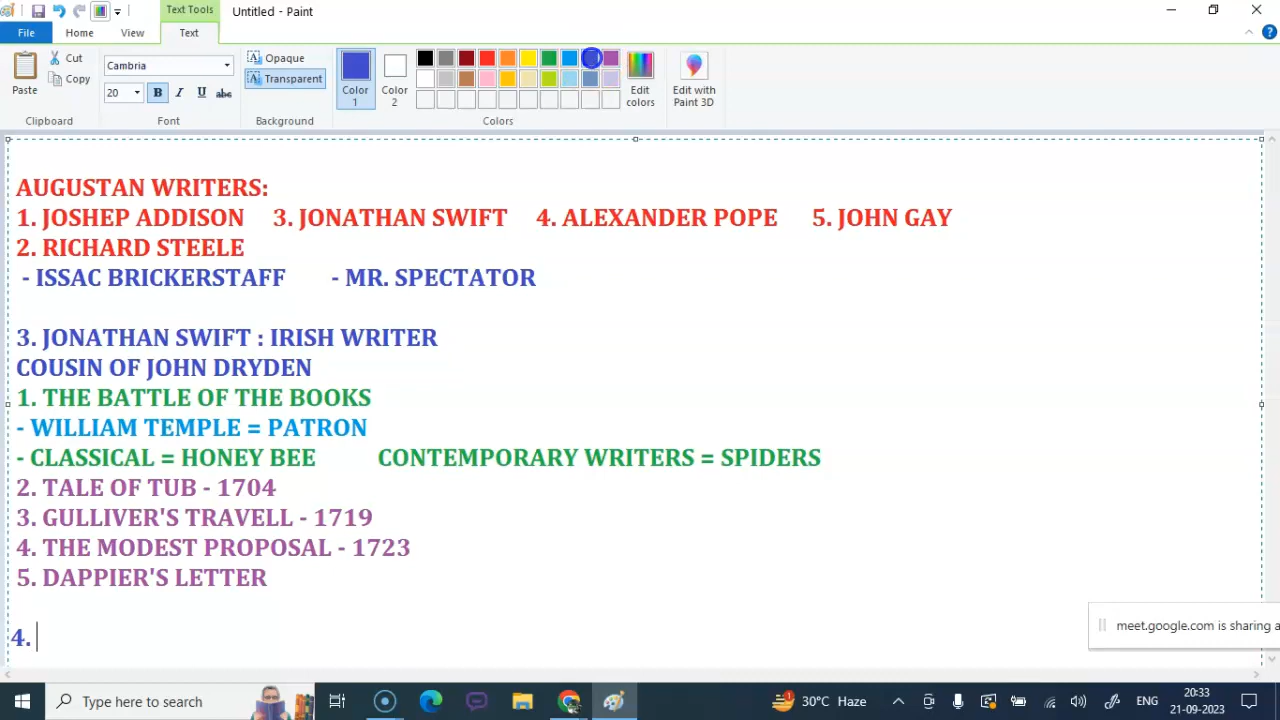 Text Tools
Untitled - Paint
File
Home
View
Text
Paste
Cut
Copy
Clipboard
Cambria
20
B I U abc
Font
Opaque
Transparent
Background
Color 1
Color 2
Colors
Edit colors
Edit with Paint 3D
AUGUSTAN WRITERS:
1. JOSHEP ADDISON 3. JONATHAN SWIFT 4. ALEXANDER POPE 5. JOHN GAY
2. RICHARD STEELE
- ISSAC BRICKERSTAFF - MR. SPECTATOR
3. JONATHAN SWIFT : IRISH WRITER
COUSIN OF JOHN DRYDEN
1. THE BATTLE OF THE BOOKS
- WILLIAM TEMPLE = PATRON
- CLASSICAL = HONEY BEE CONTEMPORARY WRITERS = SPIDERS
2. TALE OF TUB - 1704
3. GULLIVER'S TRAVELL - 1719
4. THE MODEST PROPOSAL - 1723
5. DAPPIER'S LETTER
4.
meet.google.com is sharing a
Type here to search
1
30°C Haze
ENG
20:33
21-09-2023